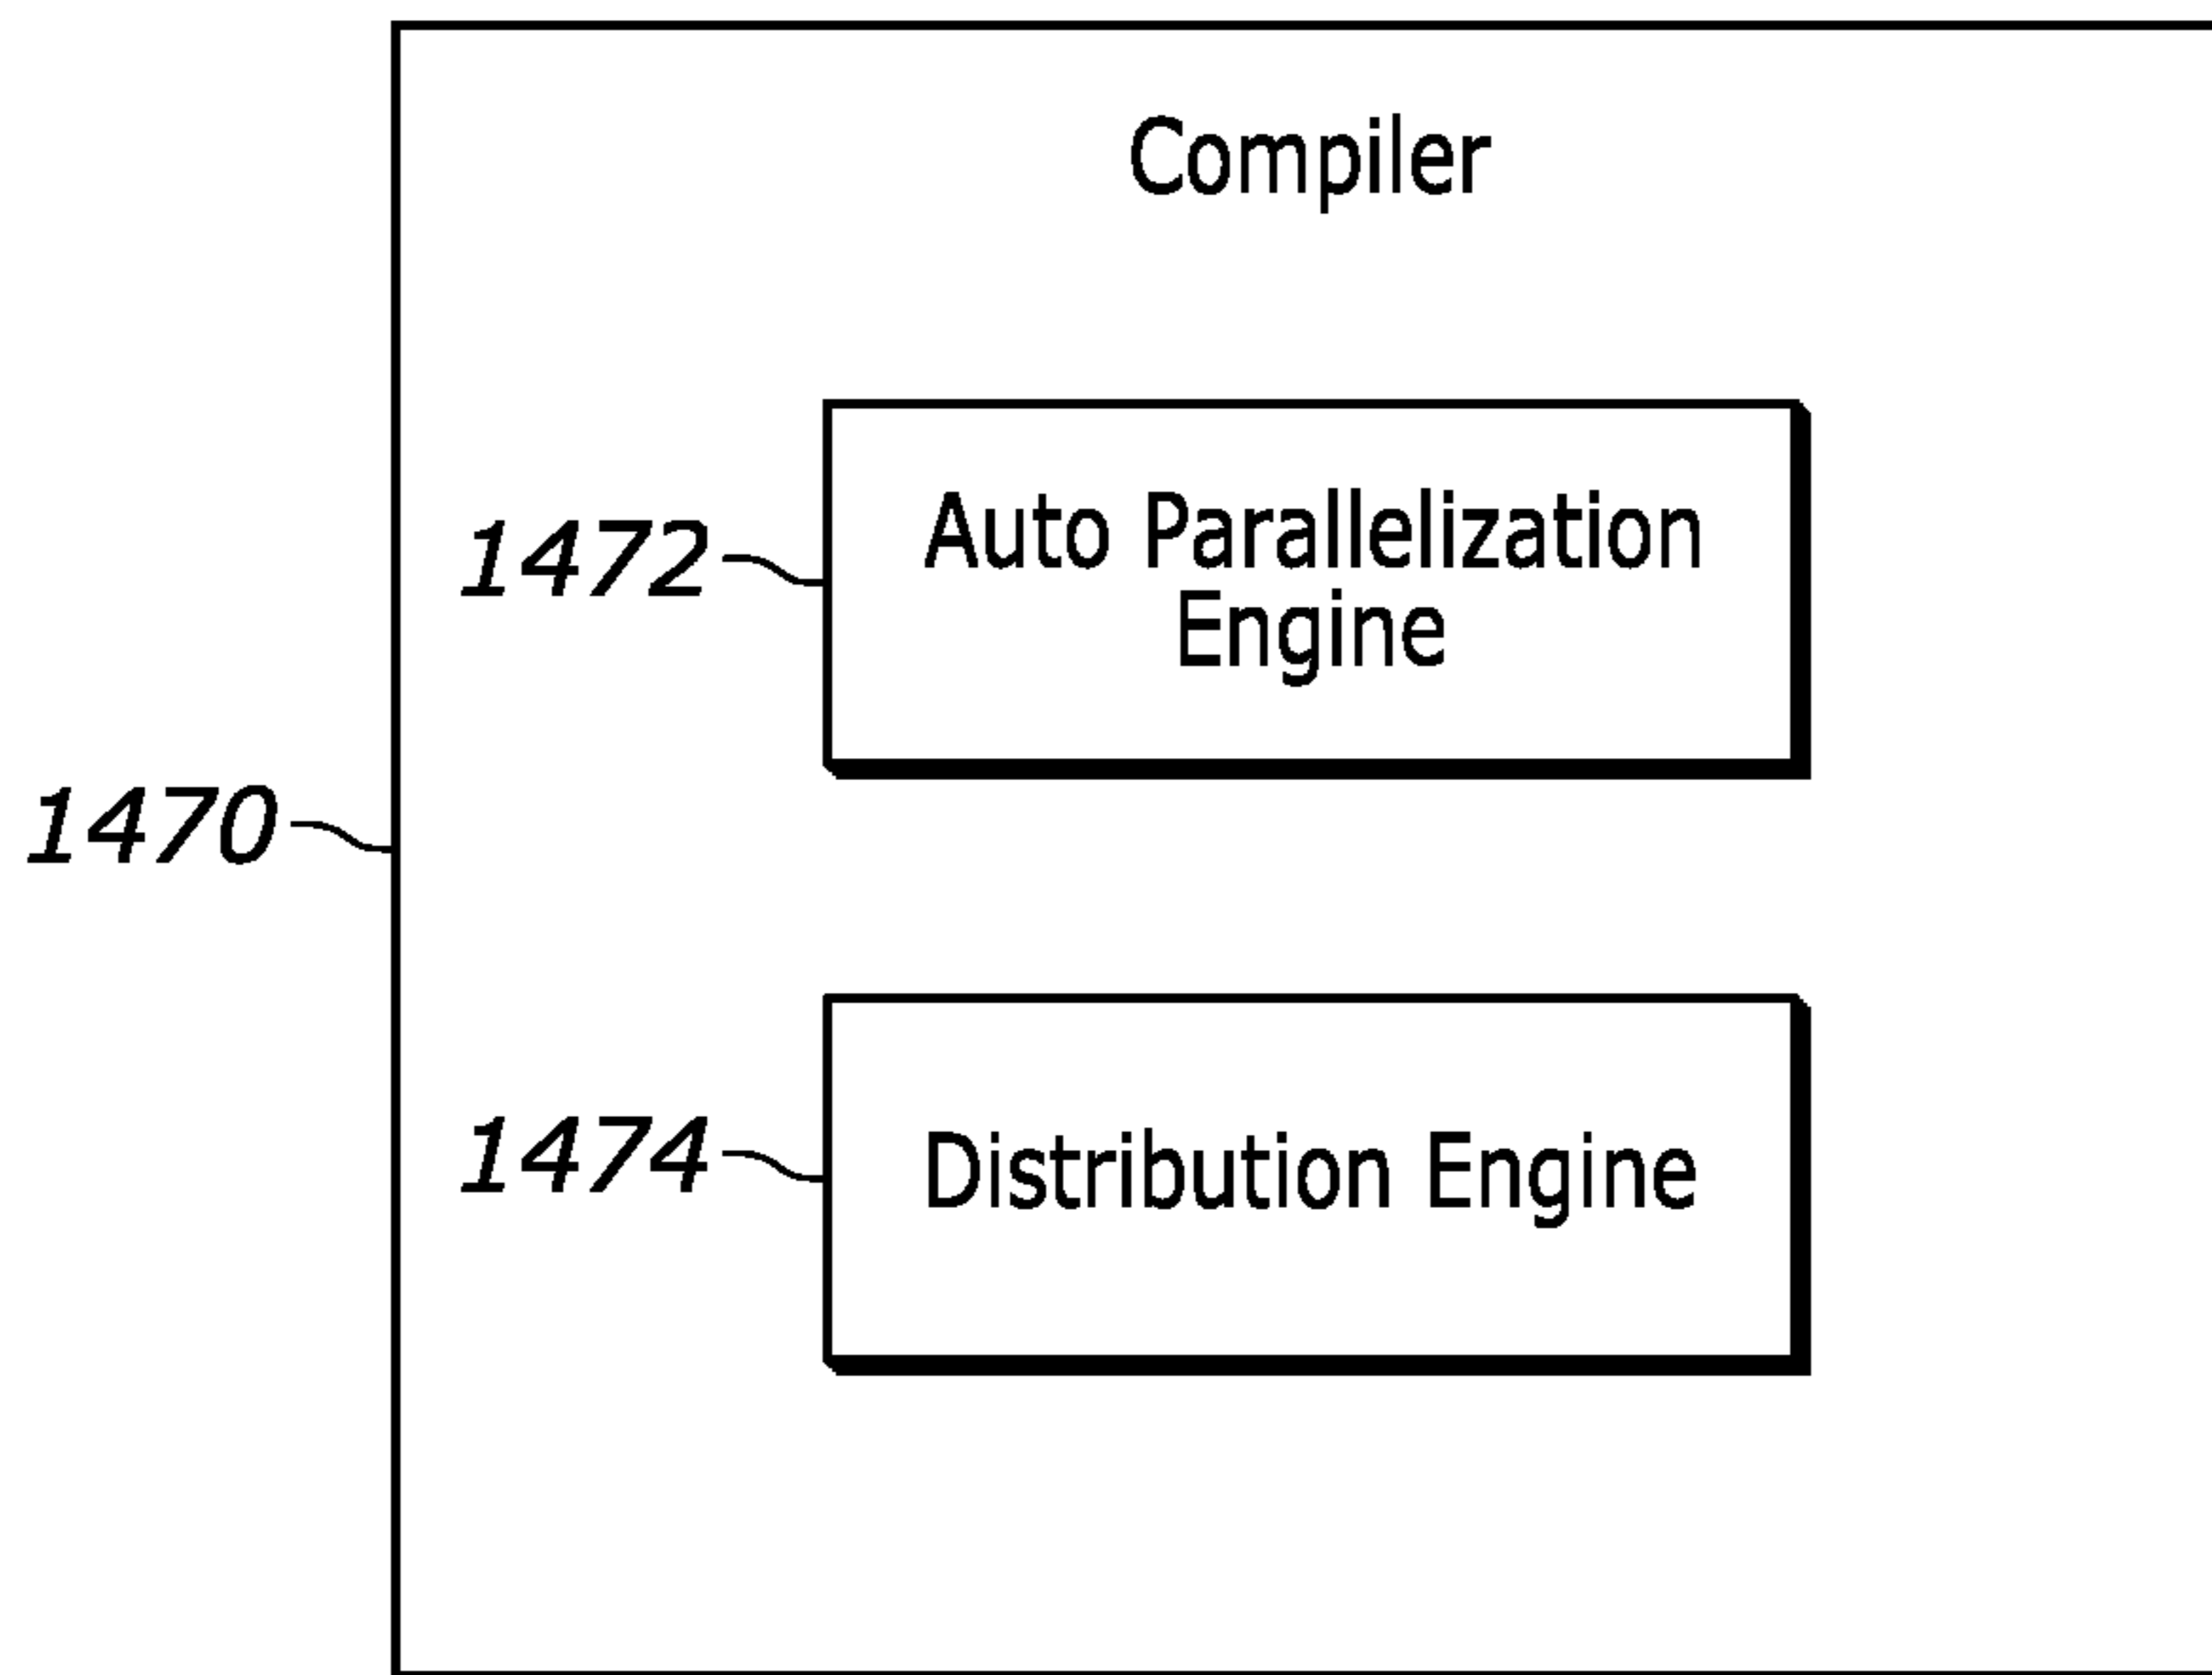 Compiler
1472
Auto Parallelization
Engine
1470
1474
Distribution Engine